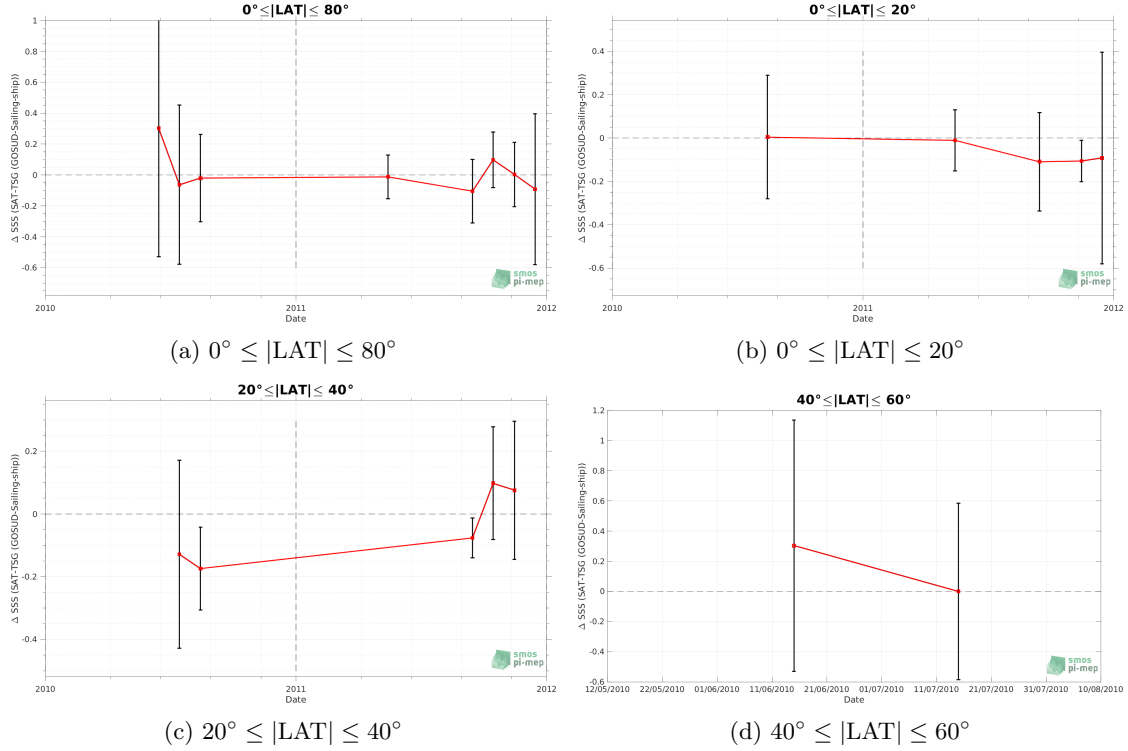 0°≤|LAT|≤ 80°
Δ SSS (SAT-TSG (GOSUD-Sailing-ship))
1
0.8
0.6
0.4
0.2
0
-0.2
-0.4
-0.6
2010
2011
2012
Date
smos
pi-mep
(a) 0° ≤ |LAT| ≤ 80°
0°≤|LAT|≤ 20°
Δ SSS (SAT-TSG (GOSUD-Sailing-ship))
0.4
0.2
0
-0.2
-0.4
-0.6
2010
2011
2012
Date
smos
pi-mep
(b) 0° ≤ |LAT| ≤ 20°
20°≤|LAT|≤ 40°
Δ SSS (SAT-TSG (GOSUD-Sailing-ship))
0.2
0
-0.2
-0.4
2010
2011
2012
Date
smos
pi-mep
(c) 20° ≤ |LAT| ≤ 40°
40°≤|LAT|≤ 60°
Δ SSS (SAT-TSG (GOSUD-Sailing-ship))
1.2
1
0.8
0.6
0.4
0.2
0
-0.2
-0.4
-0.6
12/05/2010 22/05/2010 01/06/2010 11/06/2010 21/06/2010 01/07/2010 11/07/2010 21/07/2010 31/07/2010 10/08/2010
Date
smos
pi-mep
(d) 40° ≤ |LAT| ≤ 60°